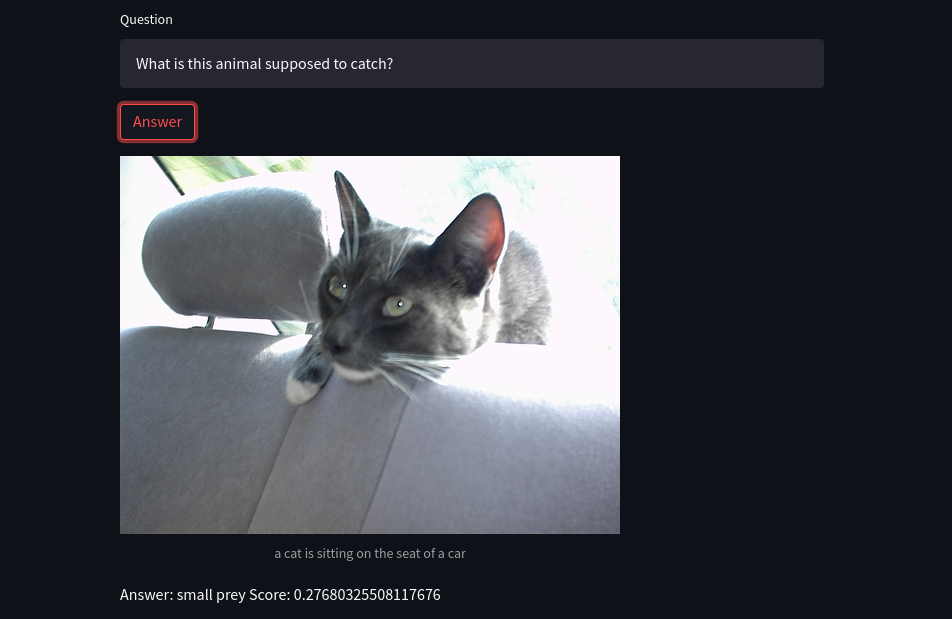 Question
What is this animal supposed to catch?
Answer
a cat is sitting on the seat of a car
Answer: small prey Score: 0.27680325508117676